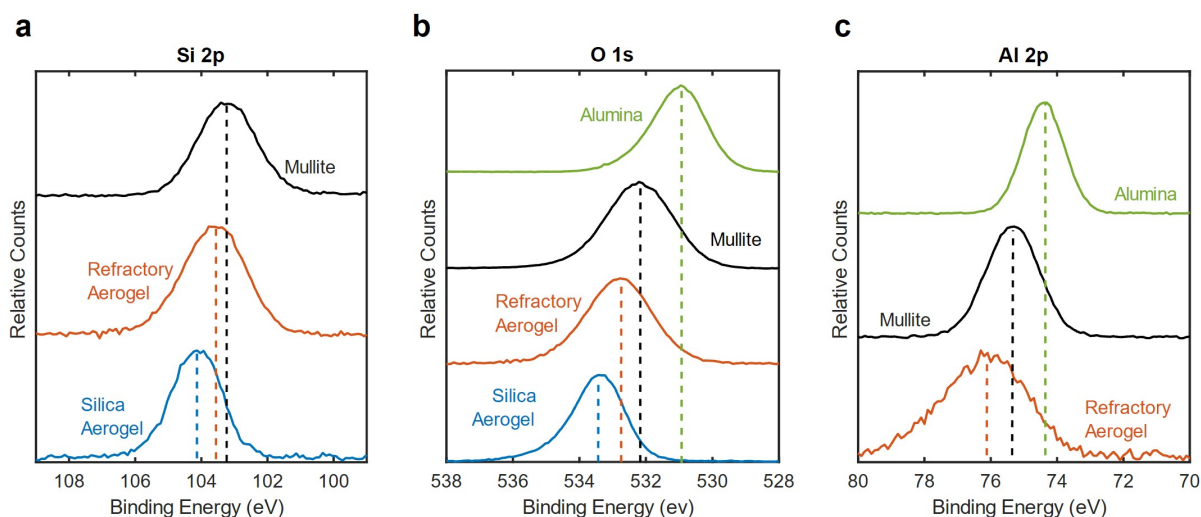 a
Si 2p
Relative Counts
Mullite
Refractory
Aerogel
Silica
Aerogel
108 106 104 102 100
Binding Energy (eV)
b
O 1s
Relative Counts
Alumina
Mullite
Refractory
Aerogel
Silica
Aerogel
538 536 534 532 530 528
Binding Energy (ev)
c
Al 2p
Relative Counts
Alumina
Mullite
Refractory
Aerogel
80 78 76 74 72 70
Binding Energy (eV)